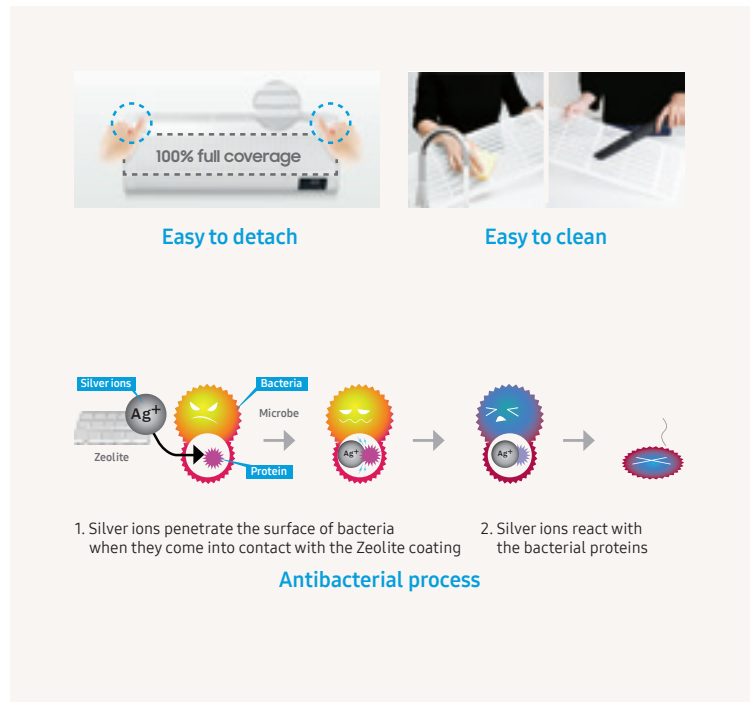 100% full coverage
Easy to detach
Easy to clean
Silver ions
Bacteria
Ag+
Microbe
Zeolite
Protein
Ag+
Ag+
1. Silver ions penetrate the surface of bacteria
when they come into contact with the Zeolite coating
2. Silver ions react with
the bacterial proteins
Antibacterial process